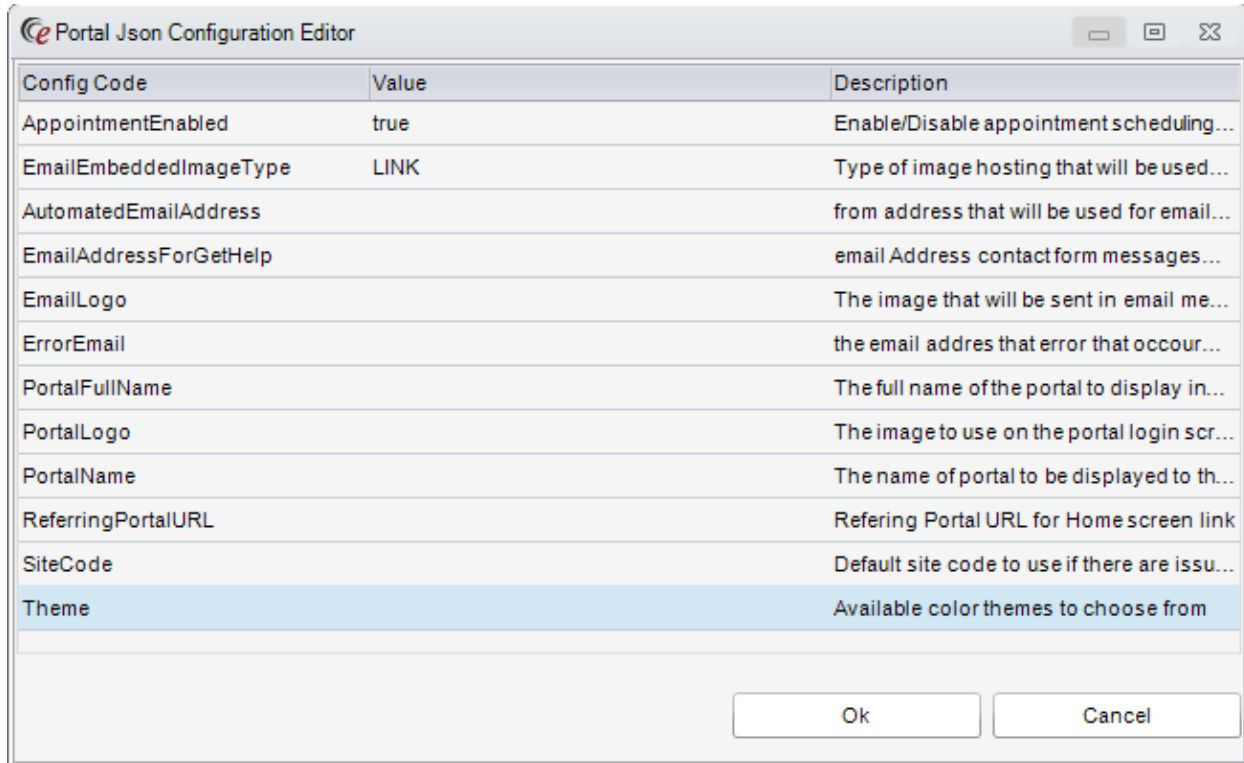 Ce Portal Json Configuration Editor
Config Code Value Description
AppointmentEnabled true Enable/Disable appointment scheduling...
EmailEmbeddedImageType LINK Type of image hosting that will be used...
AutomatedEmailAddress from address that will be used for email...
EmailAddressForGetHelp email Address contact form messages...
EmailLogo The image that will be sent in email me...
ErrorEmail the email addres that error that occour...
PortalFullName The full name of the portal to display in...
PortalLogo The image to use on the portal login scr...
PortalName The name of portal to be displayed to th...
ReferringPortalURL Refering Portal URL for Home screen link
SiteCode Default site code to use if there are issu...
Theme Available color themes to choose from
Ok Cancel